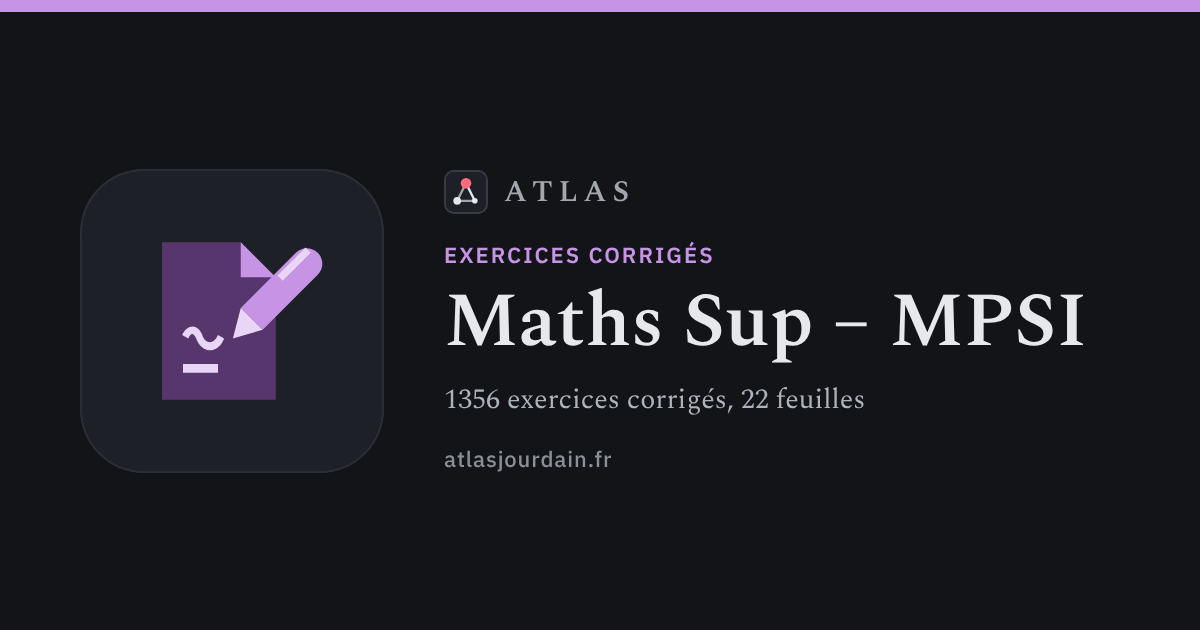 ATLAS
EXERCICES CORRIGÉS
Maths Sup – MPSI
1356 exercices corrigés, 22 feuilles
atlasjourdain.fr